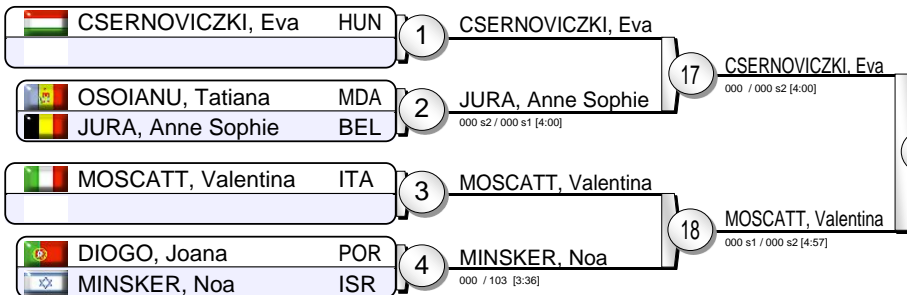 CSERNOVICZKI, Eva HUN
1
CSERNOVICZKI, Eva
17
CSERNOVICZKI, Eva
000 / 000 s2 [4:00]
OSOIANU, Tatiana MDA
JURA, Anne Sophie BEL
2
JURA, Anne Sophie
000 s2 / 000 s1 [4:00]
MOSCATT, Valentina ITA
3
MOSCATT, Valentina
18
MOSCATT, Valentina
000 s1 / 000 s2 [4:57]
DIOGO, Joana POR
MINSKER, Noa ISR
4
MINSKER, Noa
000 / 103 [3:36]